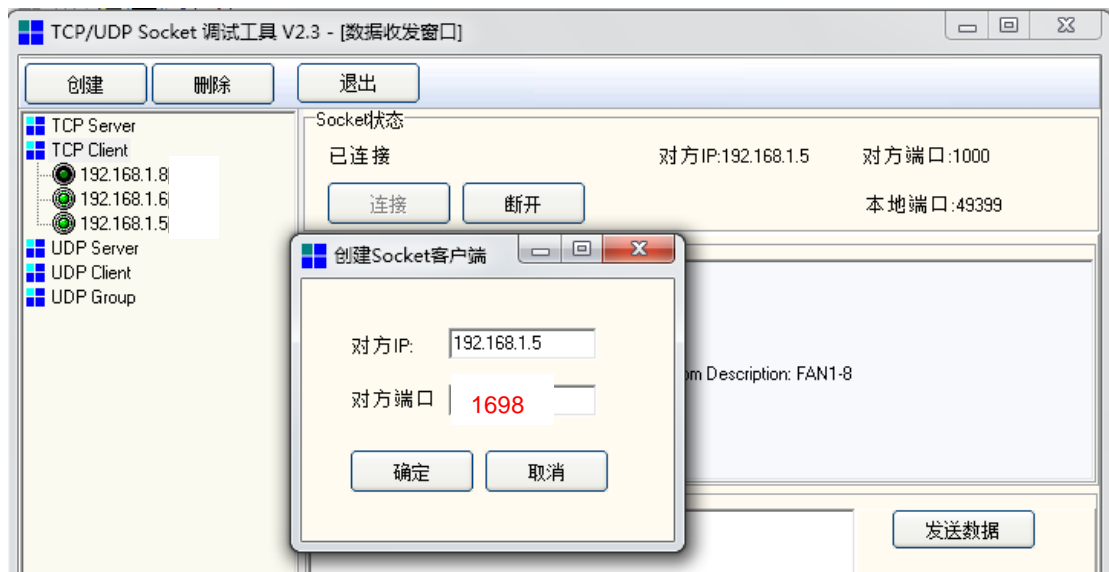 TCP/UDP Socket 调试工具 V2.3 - [数据收发窗口]
创建 删除 退出
TCP Server
TCP Client
192.168.1.8
192.168.1.6
192.168.1.5
UDP Server
UDP Client
UDP Group
Socket状态
已连接 对方IP:192.168.1.5 对方端口:1000
连接 断开 本地端口:49399
创建Socket客户端
对方IP: 192.168.1.5
对方端口 1698
确定 取消
om Description: FAN1-8
发送数据